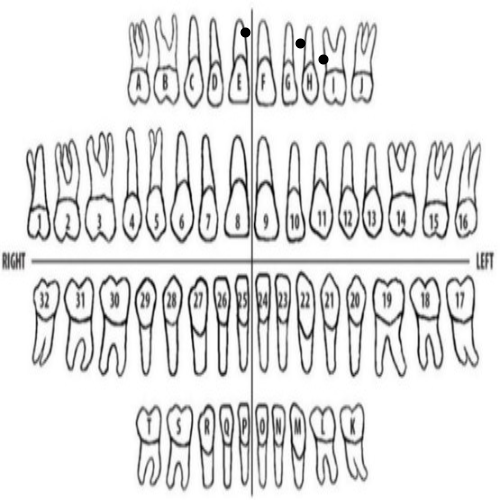 A B C D E F G H I J
1 2 3 4 5 6 7 8 9 10 11 12 13 14 15 16
RIGHT LEFT
32 31 30 29 28 27 26 25 24 23 22 21 20 19 18 17
T S R Q P O N M L K